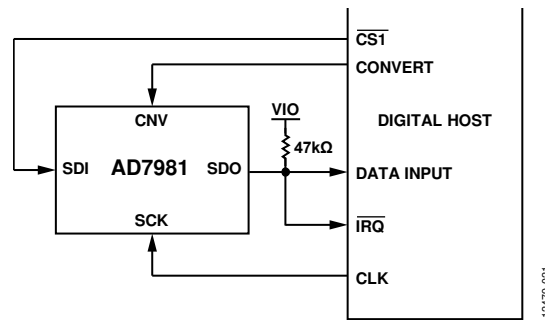 CS1
CONVERT
VIO
CNV
DIGITAL HOST
47kΩ
SDI
AD7981
SDO
DATA INPUT
SCK
IRQ
CLK